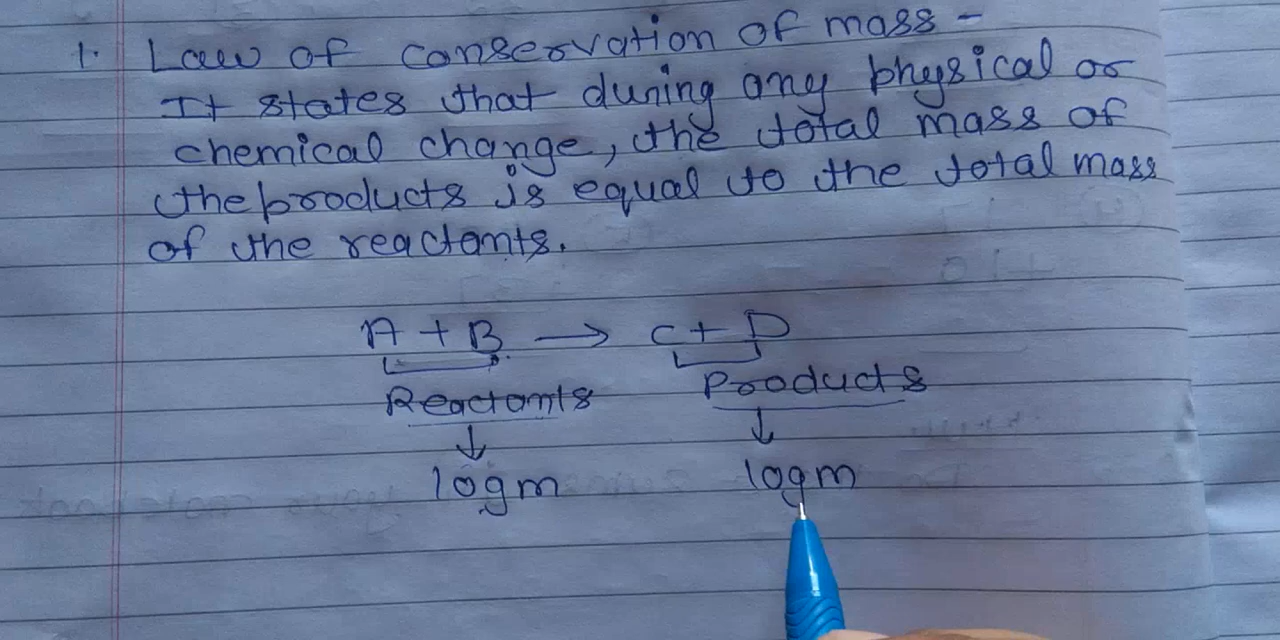 1. Law of conservation of mass -
It states that during any physical or
chemical change, the total mass of
the products is equal to the total mass
of the reactants.
A + B → C + D
Reactants Products
↓ ↓
10gm 10gm